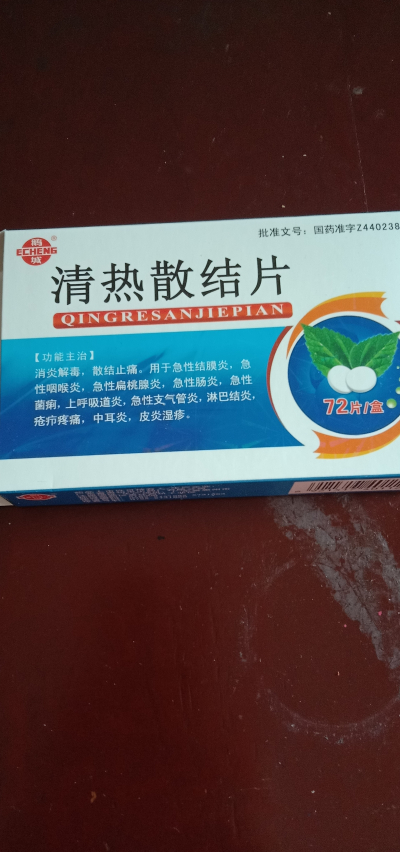 鹅城
ECHENG
®
批准文号：国药准字Z440238
清热散结片
QINGRESANJIEPIAN
【功能主治】
消炎解毒，散结止痛。用于急性结膜炎，急
性咽喉炎，急性扁桃腺炎，急性肠炎，急性
菌痢，上呼吸道炎，急性支气管炎，淋巴结炎，
疮疖疼痛，中耳炎，皮炎湿疹。
72片/盒